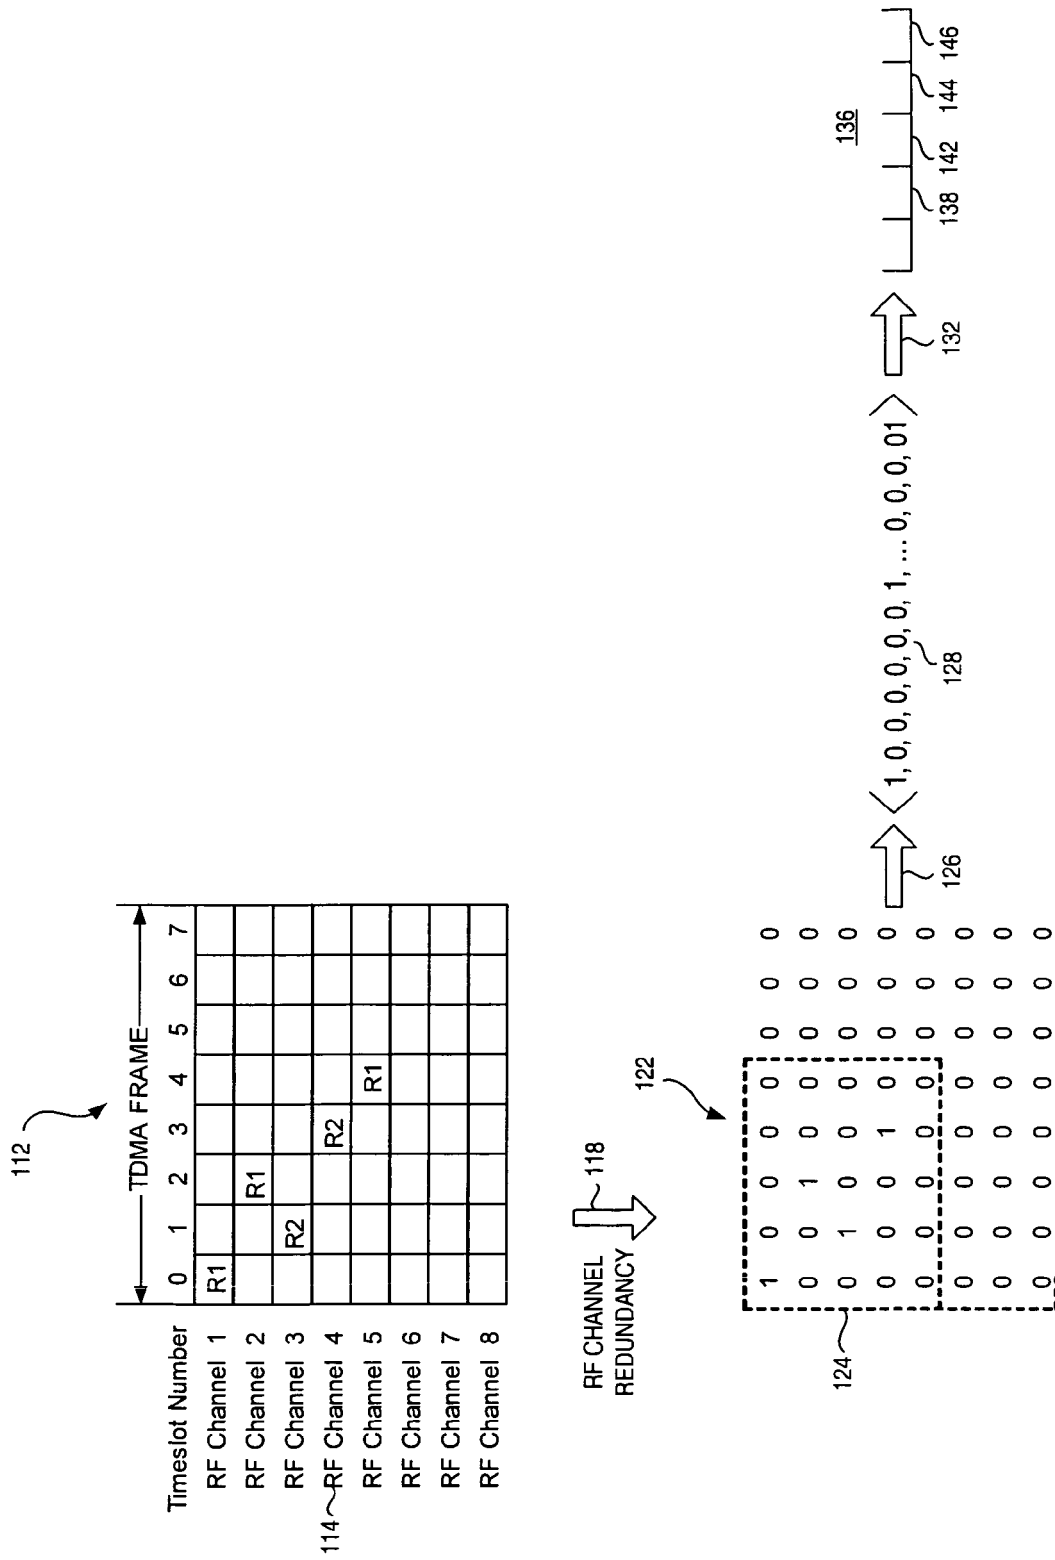 112
TDMA FRAME
Timeslot Number 0 1 2 3 4 5 6 7
RF Channel 1 R1
RF Channel 2 R1
RF Channel 3 R2
114 RF Channel 4 R2
RF Channel 5 R1
RF Channel 6
RF Channel 7
RF Channel 8
RF CHANNEL
REDUNDANCY
118
122
124
1 0 0 0 0 0 0 0
0 0 1 0 0 0 0 0
0 1 0 0 0 0 0 0
0 0 0 1 0 0 0 0
0 0 0 0 0 0 0 0
0 0 0 0 0 0 0 0
0 0 0 0 0 0 0 0
0 0 0 0 0 0 0 0
126
1, 0, 0, 0, 0, 0, 0, 1, ... 0, 0, 0, 01
128
132
136
138 142 144 146